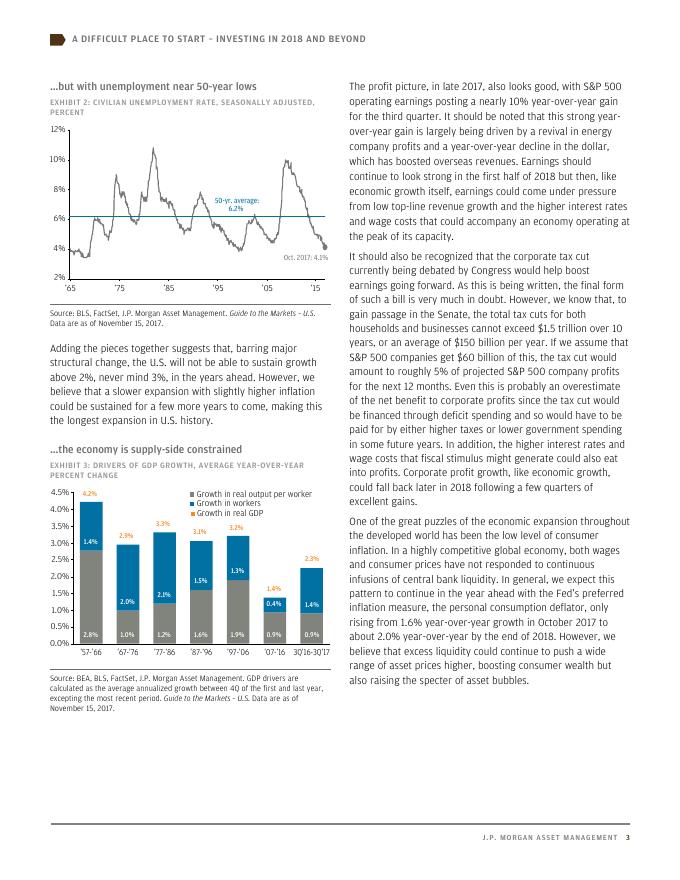 A DIFFICULT PLACE TO START – INVESTING IN 2018 AND BEYOND
...but with unemployment near 50-year lows
EXHIBIT 2: CIVILIAN UNEMPLOYMENT RATE, SEASONALLY ADJUSTED,
PERCENT
12%
10%
8%
6%
4%
2%
50-yr. average:
6.2%
Oct. 2017: 4.1%
'65 '75 '85 '95 '05 '15
Source: BLS, FactSet, J.P. Morgan Asset Management. Guide to the Markets – U.S.
Data are as of November 15, 2017.
Adding the pieces together suggests that, barring major
structural change, the U.S. will not be able to sustain growth
above 2%, never mind 3%, in the years ahead. However, we
believe that a slower expansion with slightly higher inflation
could be sustained for a few more years to come, making this
the longest expansion in U.S. history.
...the economy is supply-side constrained
EXHIBIT 3: DRIVERS OF GDP GROWTH, AVERAGE YEAR-OVER-YEAR
PERCENT CHANGE
Growth in real output per worker
Growth in workers
Growth in real GDP
4.5%
4.0%
3.5%
3.0%
2.5%
2.0%
1.5%
1.0%
0.5%
0.0%
4.2% 2.9% 3.3% 3.1% 3.2% 1.4% 2.3%
1.4% 2.0% 2.1% 1.5% 1.3% 0.4% 1.4%
2.8% 1.0% 1.2% 1.6% 1.9% 0.9% 0.9%
'57-'66 '67-'76 '77-'86 '87-'96 '97-'06 '07-'16 3Q'16-3Q'17
Source: BEA, BLS, FactSet, J.P. Morgan Asset Management. GDP drivers are
calculated as the average annualized growth between 4Q of the first and last year,
excepting the most recent period. Guide to the Markets – U.S. Data are as of
November 15, 2017.
The profit picture, in late 2017, also looks good, with S&P 500
operating earnings posting a nearly 10% year-over-year gain
for the third quarter. It should be noted that this strong year-
over-year gain is largely being driven by a revival in energy
company profits and a year-over-year decline in the dollar,
which has boosted overseas revenues. Earnings should
continue to look strong in the first half of 2018 but then, like
economic growth itself, earnings could come under pressure
from low top-line revenue growth and the higher interest rates
and wage costs that could accompany an economy operating at
the peak of its capacity.
It should also be recognized that the corporate tax cut
currently being debated by Congress would help boost
earnings going forward. As this is being written, the final form
of such a bill is very much in doubt. However, we know that, to
gain passage in the Senate, the total tax cuts for both
households and businesses cannot exceed $1.5 trillion over 10
years, or an average of $150 billion per year. If we assume that
S&P 500 companies get $60 billion of this, the tax cut would
amount to roughly 5% of projected S&P 500 company profits
for the next 12 months. Even this is probably an overestimate
of the net benefit to corporate profits since the tax cut would
be financed through deficit spending and so would have to be
paid for by either higher taxes or lower government spending
in some future years. In addition, the higher interest rates and
wage costs that fiscal stimulus might generate could also eat
into profits. Corporate profit growth, like economic growth,
could fall back later in 2018 following a few quarters of
excellent gains.
One of the great puzzles of the economic expansion throughout
the developed world has been the low level of consumer
inflation. In a highly competitive global economy, both wages
and consumer prices have not responded to continuous
infusions of central bank liquidity. In general, we expect this
pattern to continue in the year ahead with the Fed's preferred
inflation measure, the personal consumption deflator, only
rising from 1.6% year-over-year growth in October 2017 to
about 2.0% year-over-year by the end of 2018. However, we
believe that excess liquidity could continue to push a wide
range of asset prices higher, boosting consumer wealth but
also raising the specter of asset bubbles.
J.P. MORGAN ASSET MANAGEMENT 3